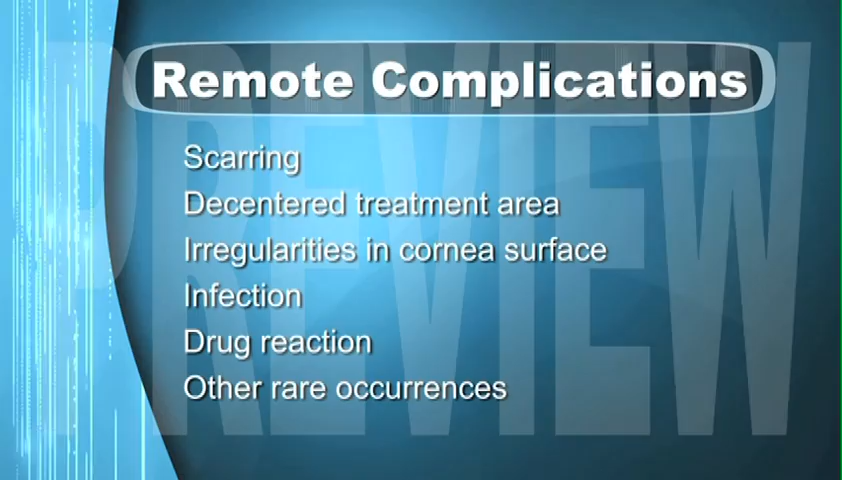 Remote Complications
Scarring
Decentered treatment area
Irregularities in cornea surface
Infection
Drug reaction
Other rare occurrences
PREVIEW